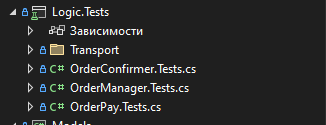 Logic.Tests
Зависимости
Transport
C# OrderConfirmer.Tests.cs
C# OrderManager.Tests.cs
C# OrderPay.Tests.cs